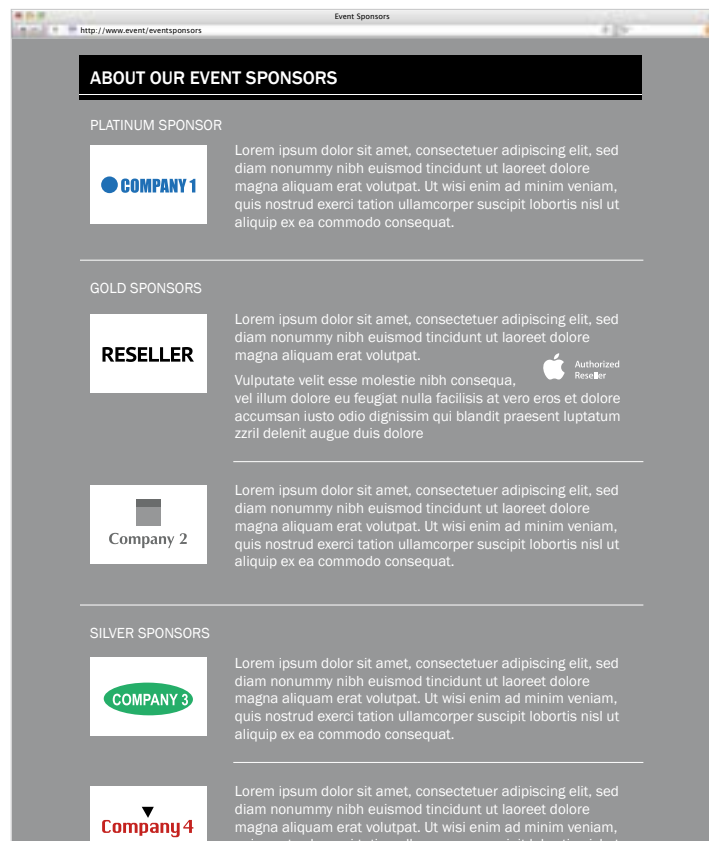 Event Sponsors
http://www.event/eventsponsors
ABOUT OUR EVENT SPONSORS
PLATINUM SPONSOR
COMPANY 1
Lorem ipsum dolor sit amet, consectetuer adipiscing elit, sed
diam nonummy nibh euismod tincidunt ut laoreet dolore
magna aliquam erat volutpat. Ut wisi enim ad minim veniam,
quis nostrud exerci tation ullamcorper suscipit lobortis nisl ut
aliquip ex ea commodo consequat.
GOLD SPONSORS
RESELLER
Lorem ipsum dolor sit amet, consectetuer adipiscing elit, sed
diam nonummy nibh euismod tincidunt ut laoreet dolore
magna aliquam erat volutpat.
Authorized
Reseller
Vulputate velit esse molestie nibh consequa,
vel illum dolore eu feugiat nulla facilisis at vero eros et dolore
accumsan iusto odio dignissim qui blandit praesent luptatum
zzril delenit augue duis dolore
Company 2
Lorem ipsum dolor sit amet, consectetuer adipiscing elit, sed
diam nonummy nibh euismod tincidunt ut laoreet dolore
magna aliquam erat volutpat. Ut wisi enim ad minim veniam,
quis nostrud exerci tation ullamcorper suscipit lobortis nisl ut
aliquip ex ea commodo consequat.
SILVER SPONSORS
COMPANY 3
Lorem ipsum dolor sit amet, consectetuer adipiscing elit, sed
diam nonummy nibh euismod tincidunt ut laoreet dolore
magna aliquam erat volutpat. Ut wisi enim ad minim veniam,
quis nostrud exerci tation ullamcorper suscipit lobortis nisl ut
aliquip ex ea commodo consequat.
Company 4
Lorem ipsum dolor sit amet, consectetuer adipiscing elit, sed
diam nonummy nibh euismod tincidunt ut laoreet dolore
magna aliquam erat volutpat. Ut wisi enim ad minim veniam,